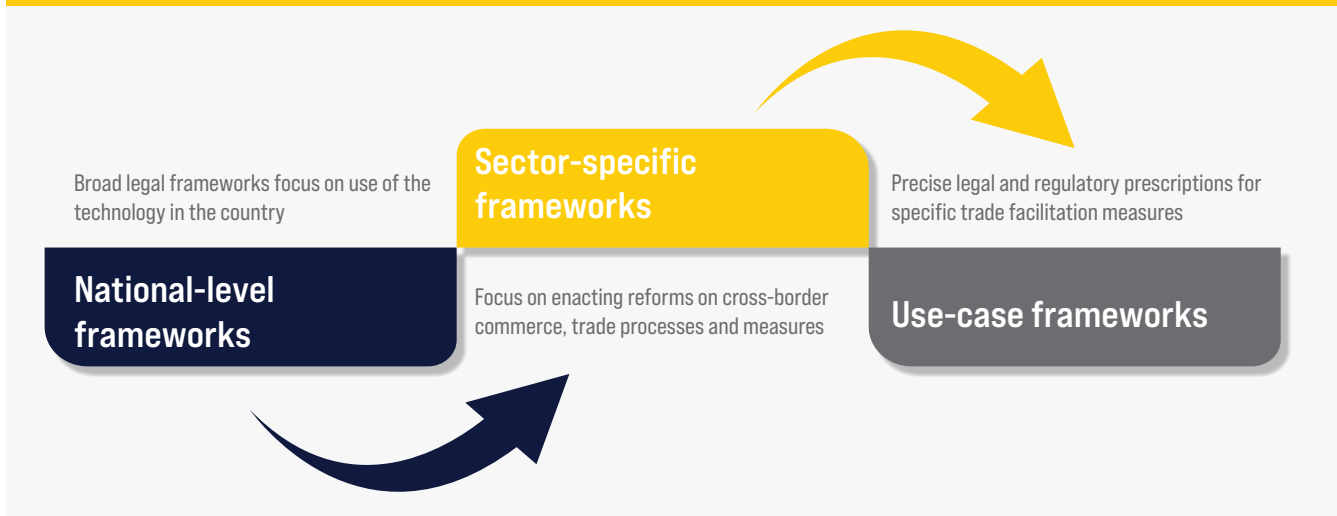 Broad legal frameworks focus on use of the
technology in the country
National-level
frameworks
Sector-specific
frameworks
Focus on enacting reforms on cross-border
commerce, trade processes and measures
Precise legal and regulatory prescriptions for
specific trade facilitation measures
Use-case frameworks